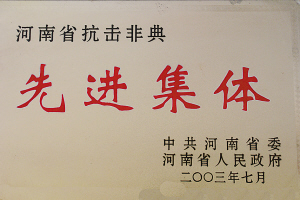 河南省抗击非典
先进集体
中共河南省委
河南省人民政府
二〇〇三年七月